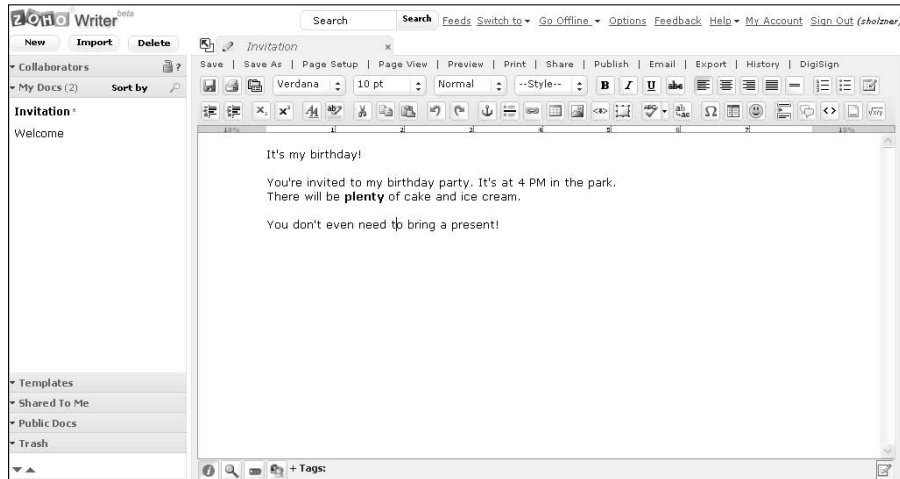 ZOHO Writer beta
Search Search Feeds Switch to Go Offline Options Feedback Help My Account Sign Out (sholzner)
New Import Delete
Invitation
Collaborators ?
Save | Save As | Page Setup | Page View | Preview | Print | Share | Publish | Email | Export | History | DigiSign
My Docs (2) Sort by
Verdana 10 pt Normal --Style-- B I U abc
Invitation *
Welcome
It's my birthday!
You're invited to my birthday party. It's at 4 PM in the park.
There will be plenty of cake and ice cream.
You don't even need to bring a present!
Templates
Shared To Me
Public Docs
Trash
+ Tags: